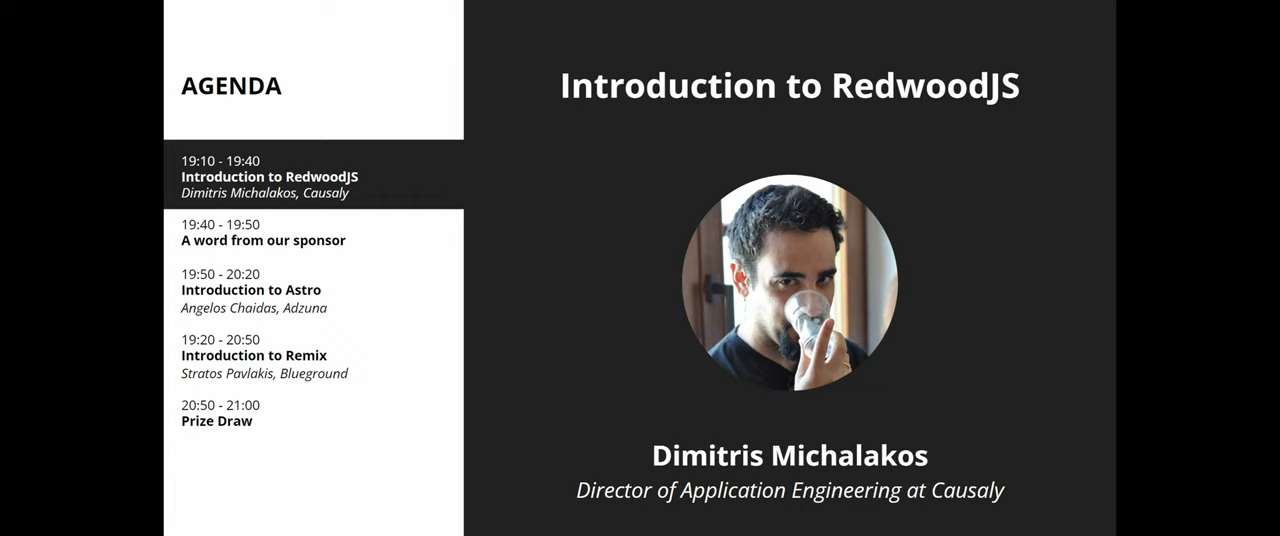 AGENDA
19:10 - 19:40
Introduction to RedwoodJS
Dimitris Michalakos, Causaly
19:40 - 19:50
A word from our sponsor
19:50 - 20:20
Introduction to Astro
Angelos Chaidas, Adzuna
19:20 - 20:50
Introduction to Remix
Stratos Pavlakis, Blueground
20:50 - 21:00
Prize Draw
Introduction to RedwoodJS
Dimitris Michalakos
Director of Application Engineering at Causaly